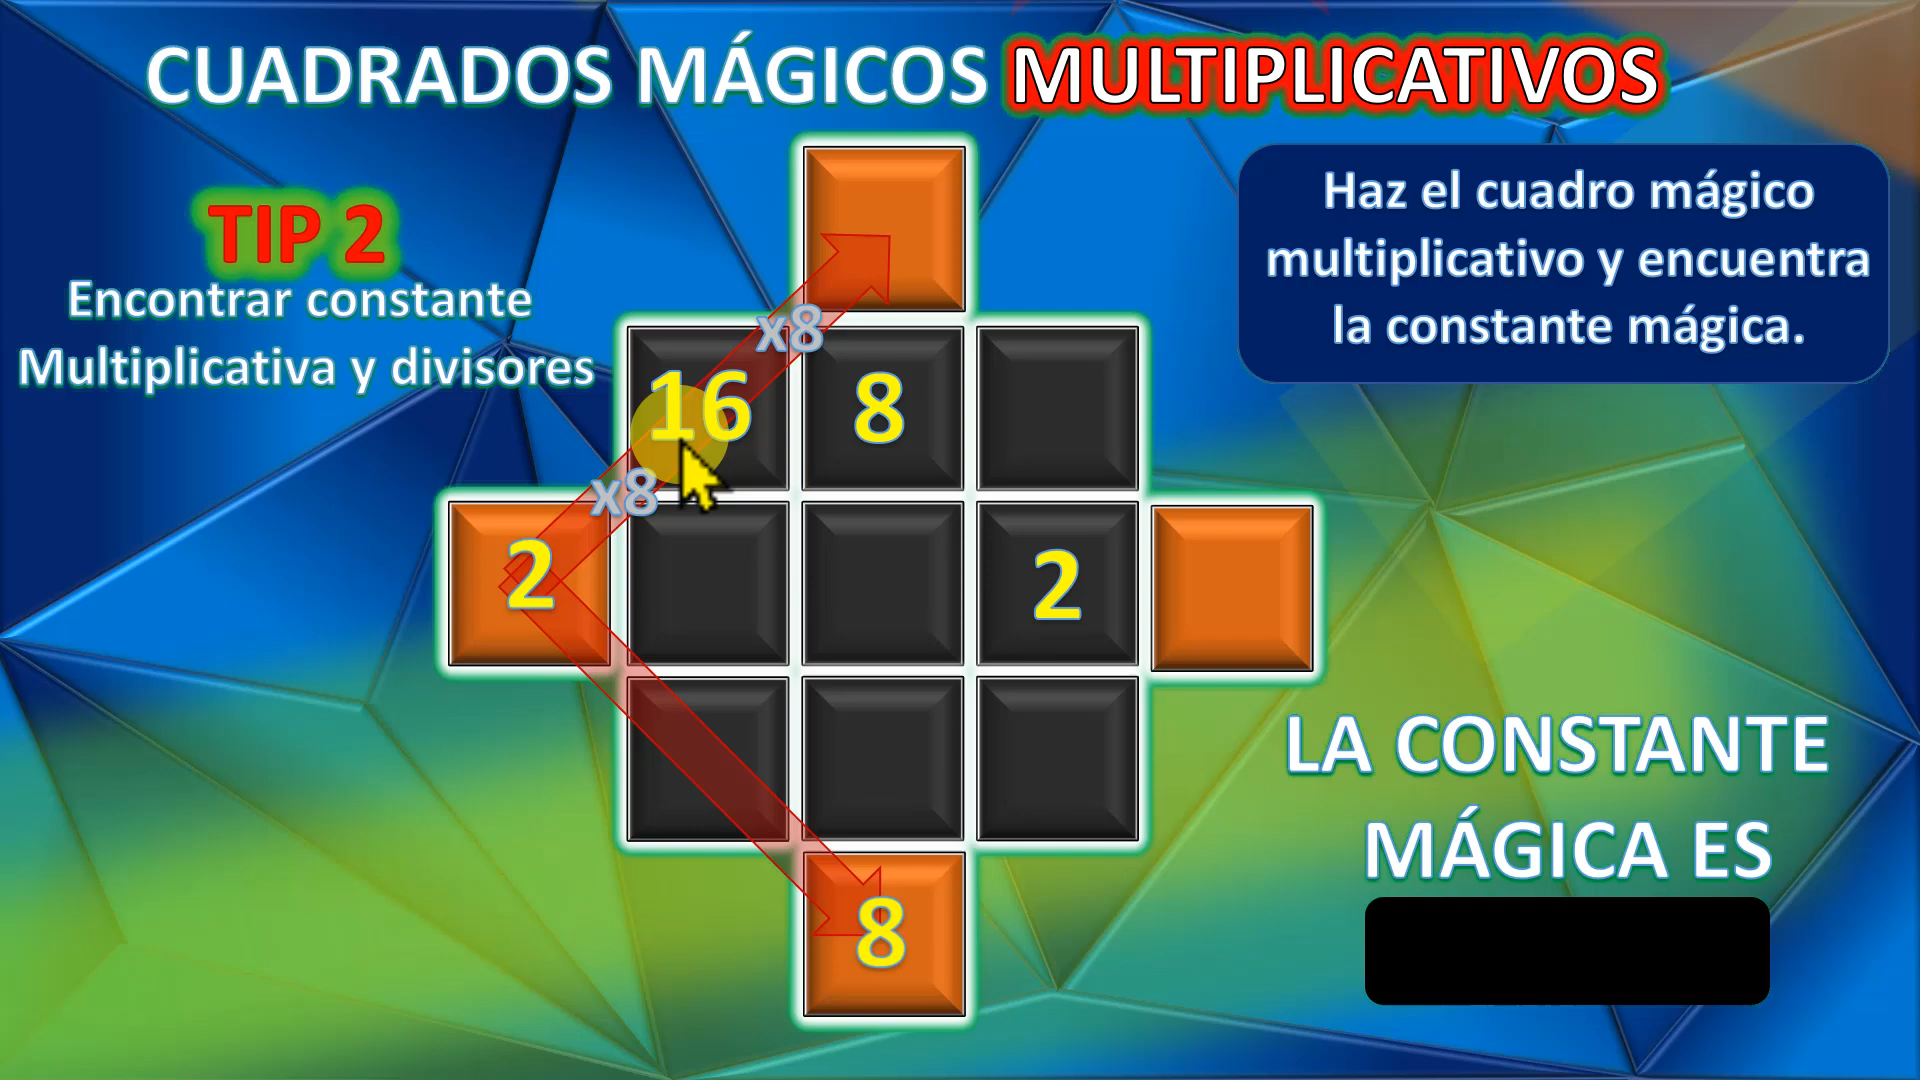 CUADRADOS MÁGICOS MULTIPLICATIVOS
TIP 2
Encontrar constante
Multiplicativa y divisores
Haz el cuadro mágico
multiplicativo y encuentra
la constante mágica.
x8
16 8
x8
2 2
8
LA CONSTANTE
MÁGICA ES